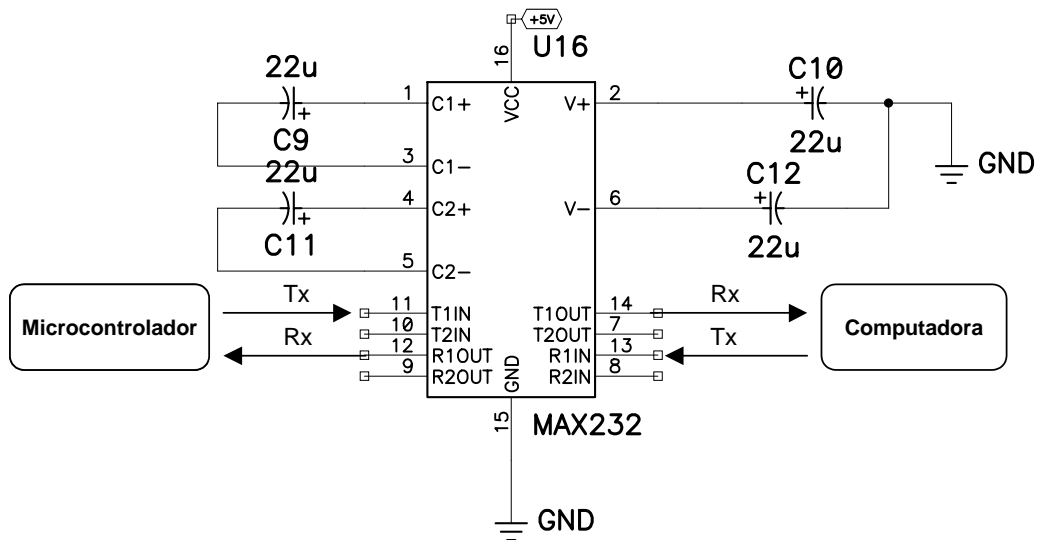 +5V
U16
16
22u
1
C1+
VCC
V+
2
C10
+
+
C9
22u
3
C1-
GND
22u
4
C2+
V-
6
C12
+
+
C11
22u
5
C2-
Microcontrolador
Tx
11
T1IN
T1OUT
14
Rx
Computadora
10
T2IN
T2OUT
7
Rx
12
R1OUT
R1IN
13
Tx
9
R2OUT
GND
R2IN
8
15
MAX232
GND